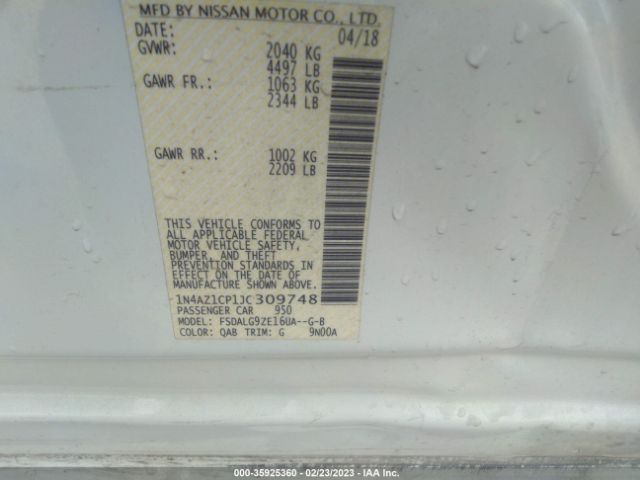 MFD BY NISSAN MOTOR CO., LTD.
DATE: 04/18
GVWR: 2040 KG
4497 LB
GAWR FR.: 1063 KG
2344 LB
GAWR RR.: 1002 KG
2209 LB
THIS VEHICLE CONFORMS TO
ALL APPLICABLE FEDERAL
MOTOR VEHICLE SAFETY,
BUMPER, AND THEFT
PREVENTION STANDARDS IN
EFFECT ON THE DATE OF
MANUFACTURE SHOWN ABOVE.
1N4AZ1CP1JC309748
PASSENGER CAR 950
MODEL: FSDALG9ZE16UA--G-B
COLOR: QAB TRIM: G 9N00A
000-35925360 - 02/23/2023 - IAA Corp.